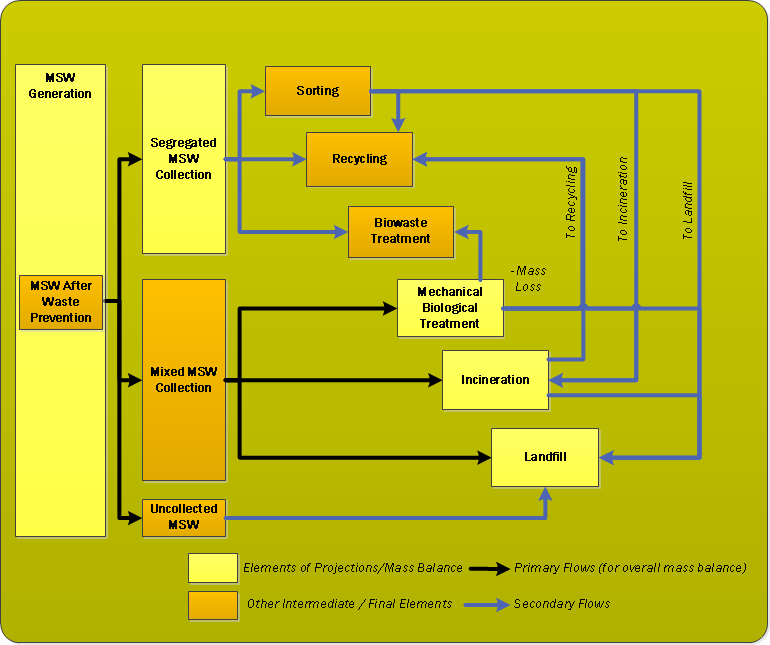 MSW
Generation
MSW After
Waste
Prevention
Segregated
MSW
Collection
Mixed MSW
Collection
Uncollected
MSW
Sorting
Recycling
Biowaste
Treatment
- Mass
Loss
Mechanical
Biological
Treatment
Incineration
Landfill
To Recycling
To Incineration
To Landfill
Elements of Projections/Mass Balance
Primary Flows (for overall mass balance)
Other Intermediate / Final Elements
Secondary Flows